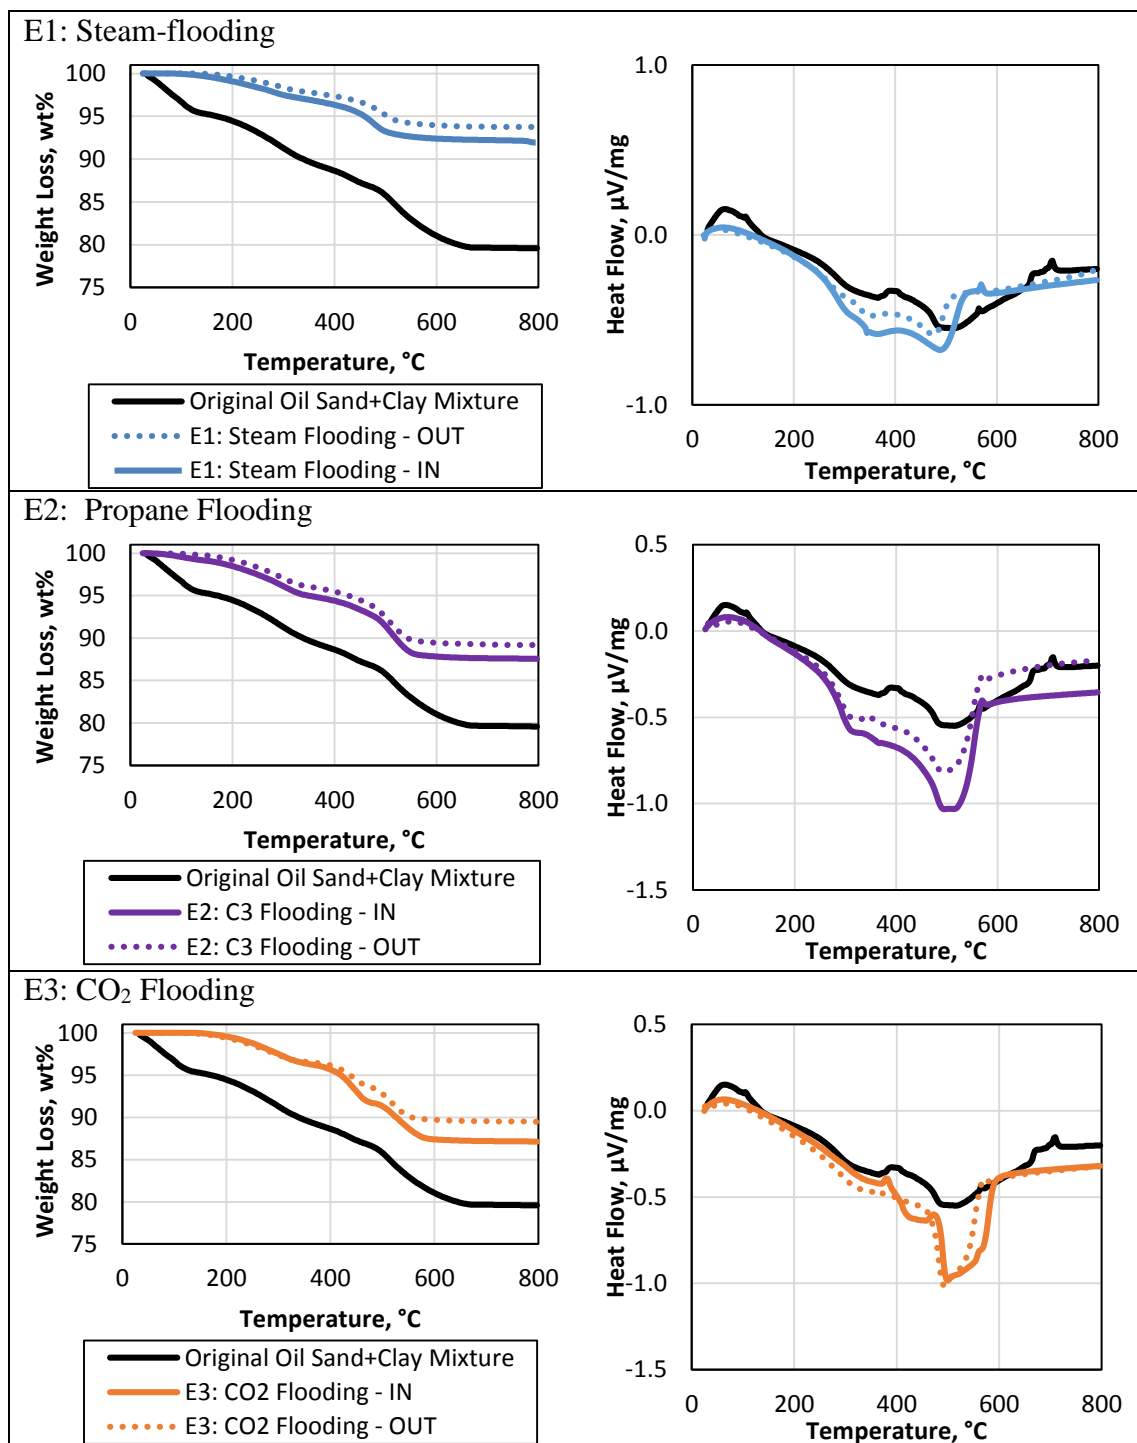 E1: Steam-flooding
Weight Loss, wt%
100
95
90
85
80
75
0 200 400 600 800
Temperature, °C
Original Oil Sand+Clay Mixture
E1: Steam Flooding - OUT
E1: Steam Flooding - IN
Heat Flow, µV/mg
1.0
0.0
-1.0
0 200 400 600 800
Temperature, °C
E2: Propane Flooding
Weight Loss, wt%
100
95
90
85
80
75
0 200 400 600 800
Temperature, °C
Original Oil Sand+Clay Mixture
E2: C3 Flooding - IN
E2: C3 Flooding - OUT
Heat Flow, µV/mg
0.5
0.0
-0.5
-1.0
-1.5
0 200 400 600 800
Temperature, °C
E3: CO₂ Flooding
Weight Loss, wt%
100
95
90
85
80
75
0 200 400 600 800
Temperature, °C
Original Oil Sand+Clay Mixture
E3: CO2 Flooding - IN
E3: CO2 Flooding - OUT
Heat Flow, µV/mg
0.5
0.0
-0.5
-1.0
-1.5
0 200 400 600 800
Temperature, °C